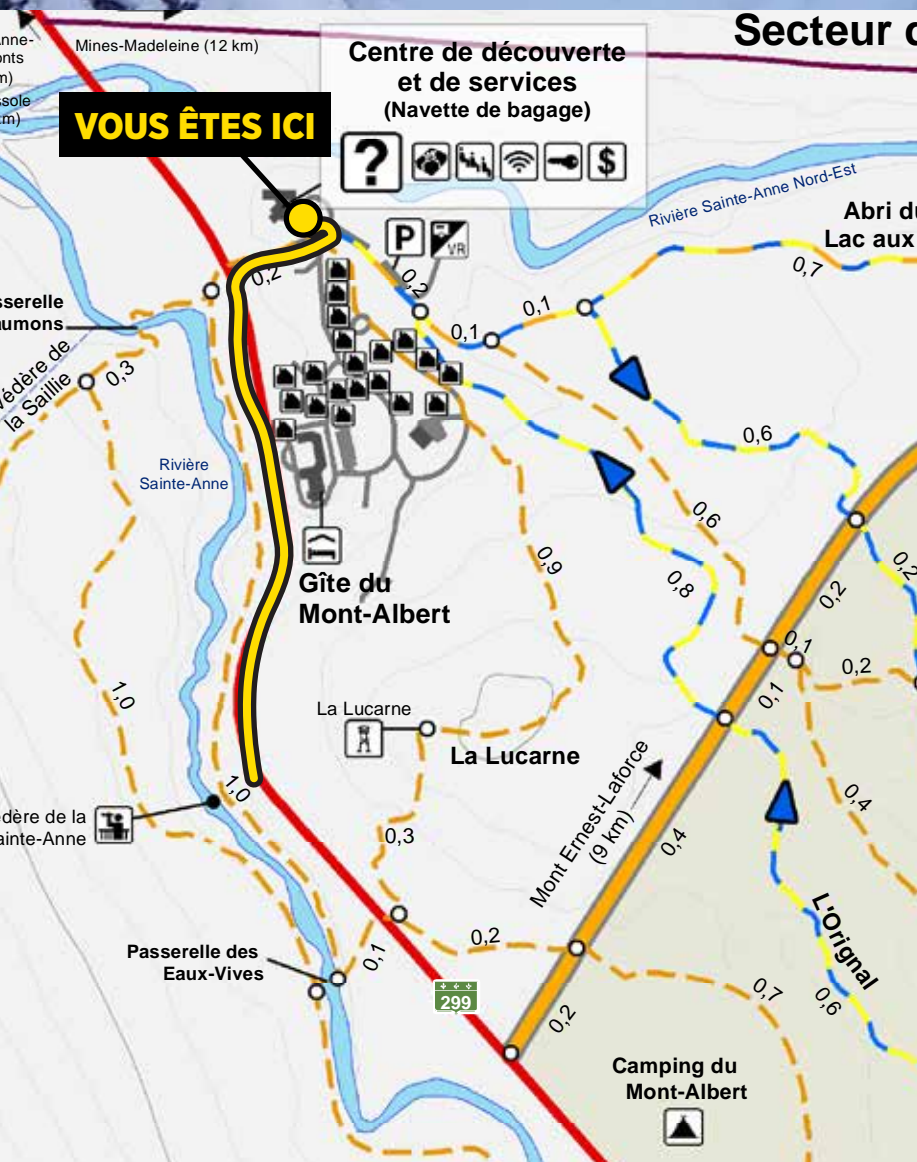 Secteur
Mines-Madeleine (12 km)
Centre de découverte
et de services
(Navette de bagage)
VOUS ÊTES ICI
?
$
Rivière Sainte-Anne Nord-Est
Abri du
Lac aux
P
VR
0,2
0,2
0,1
0,1
0,7
0,3
la Saillie
Rivière
Sainte-Anne
0,6
0,6
0,9
0,8
0,2
0,2
Gîte du
Mont-Albert
0,1
0,2
0,1
1,0
La Lucarne
La Lucarne
Mont Ernest-Laforce
(9 km)
1,0
0,4
0,3
0,4
L'Orignal
Passerelle des
Eaux-Vives
0,1
0,2
299
0,2
0,7
0,6
Camping du
Mont-Albert